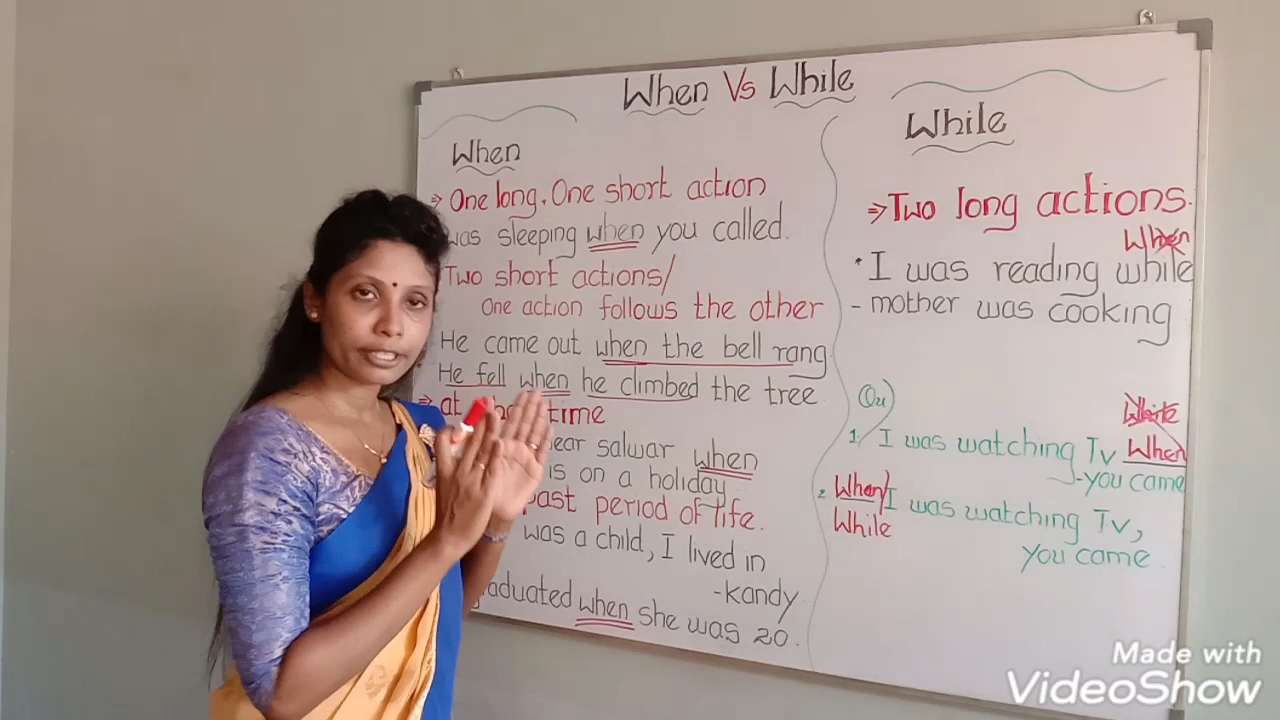 When Vs While
When
⇒ One long. One short action
was sleeping when you called.
Two short actions/
One action follows the other
He came out when the bell rang
He fell when he climbed the tree
⇒ at time
salwar when
is on a holiday
past period of life.
was a child, I lived in
-kandy
when she was 20.
While
⇒ Two long actions.
When
* I was reading while
- mother was cooking
Qu)
While
1. I was watching Tv When
-you came
2. When/ I was watching Tv,
While
you came
Made with
VideoShow